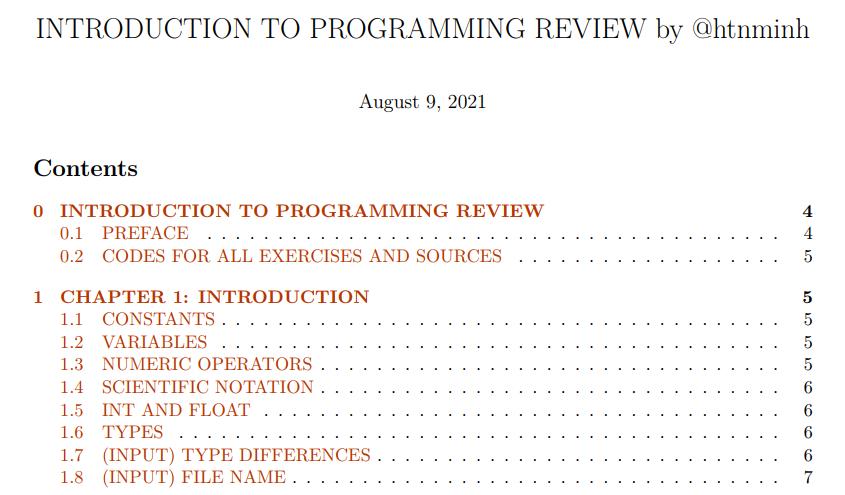 INTRODUCTION TO PROGRAMMING REVIEW by @htnminh
August 9, 2021
Contents
0 INTRODUCTION TO PROGRAMMING REVIEW 4
0.1 PREFACE . . . . . . . . . . . . . . . . . . . . . . . . . . . . . . . . . . . . . . . . . 4
0.2 CODES FOR ALL EXERCISES AND SOURCES . . . . . . . . . . . . . . . . . . . 5
1 CHAPTER 1: INTRODUCTION 5
1.1 CONSTANTS . . . . . . . . . . . . . . . . . . . . . . . . . . . . . . . . . . . . . . . . 5
1.2 VARIABLES . . . . . . . . . . . . . . . . . . . . . . . . . . . . . . . . . . . . . . . . 5
1.3 NUMERIC OPERATORS . . . . . . . . . . . . . . . . . . . . . . . . . . . . . . . . . 5
1.4 SCIENTIFIC NOTATION . . . . . . . . . . . . . . . . . . . . . . . . . . . . . . . . . 6
1.5 INT AND FLOAT . . . . . . . . . . . . . . . . . . . . . . . . . . . . . . . . . . . . . 6
1.6 TYPES . . . . . . . . . . . . . . . . . . . . . . . . . . . . . . . . . . . . . . . . . . . 6
1.7 (INPUT) TYPE DIFFERENCES . . . . . . . . . . . . . . . . . . . . . . . . . . . . . 6
1.8 (INPUT) FILE NAME . . . . . . . . . . . . . . . . . . . . . . . . . . . . . . . . . . . 7